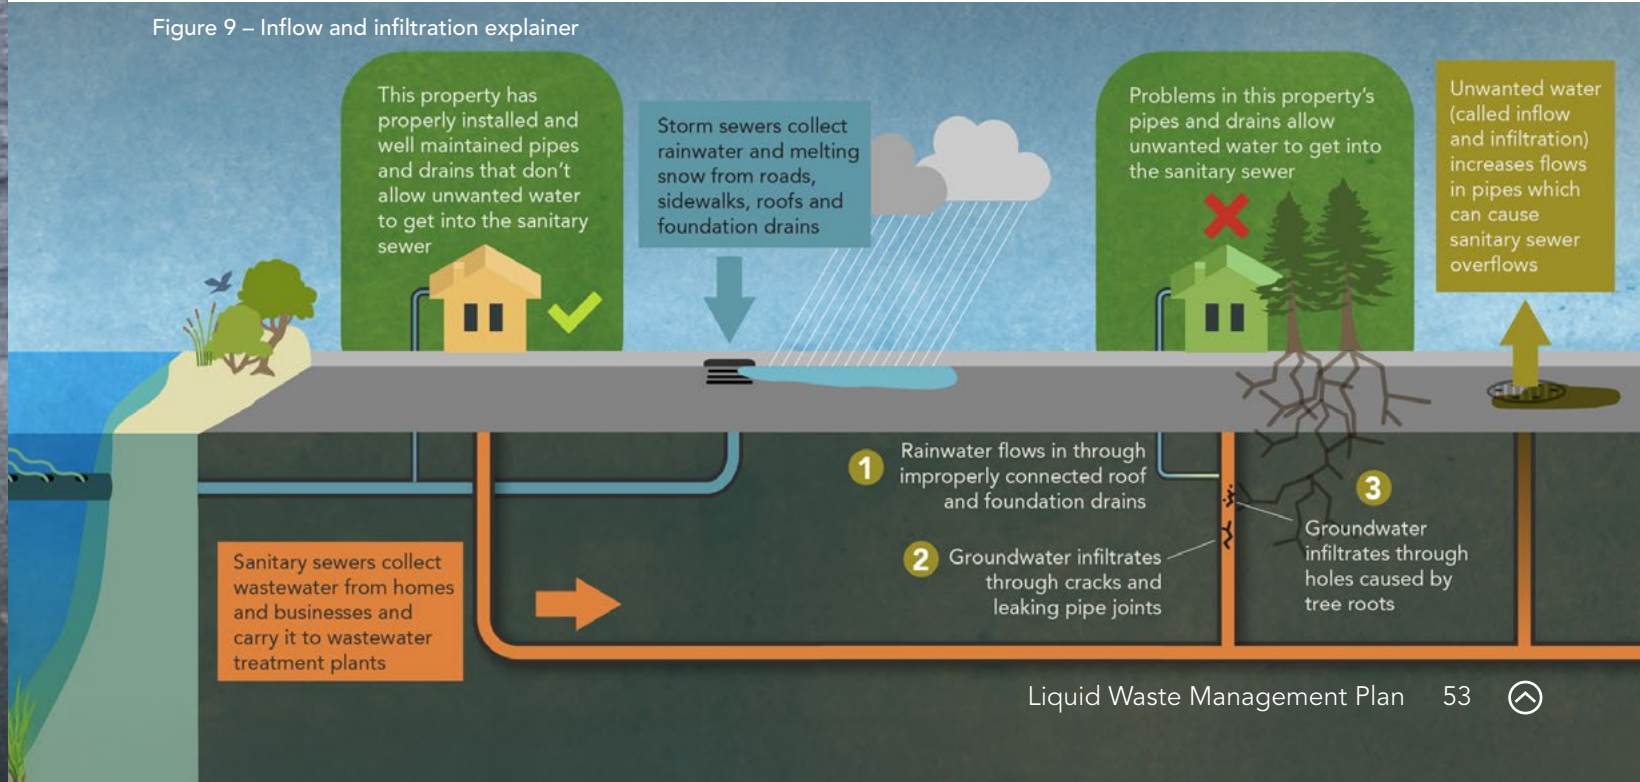 Figure 9 – Inflow and infiltration explainer
This property has
properly installed and
well maintained pipes
and drains that don't
allow unwanted water
to get into the sanitary
sewer
Storm sewers collect
rainwater and melting
snow from roads,
sidewalks, roofs and
foundation drains
Problems in this property's
pipes and drains allow
unwanted water to get into
the sanitary sewer
Unwanted water
(called inflow
and infiltration)
increases flows
in pipes which
can cause
sanitary sewer
overflows
1
Rainwater flows in through
improperly connected roof
and foundation drains
2
Groundwater infiltrates
through cracks and
leaking pipe joints
3
Groundwater
infiltrates through
holes caused by
tree roots
Sanitary sewers collect
wastewater from homes
and businesses and
carry it to wastewater
treatment plants
Liquid Waste Management Plan 53